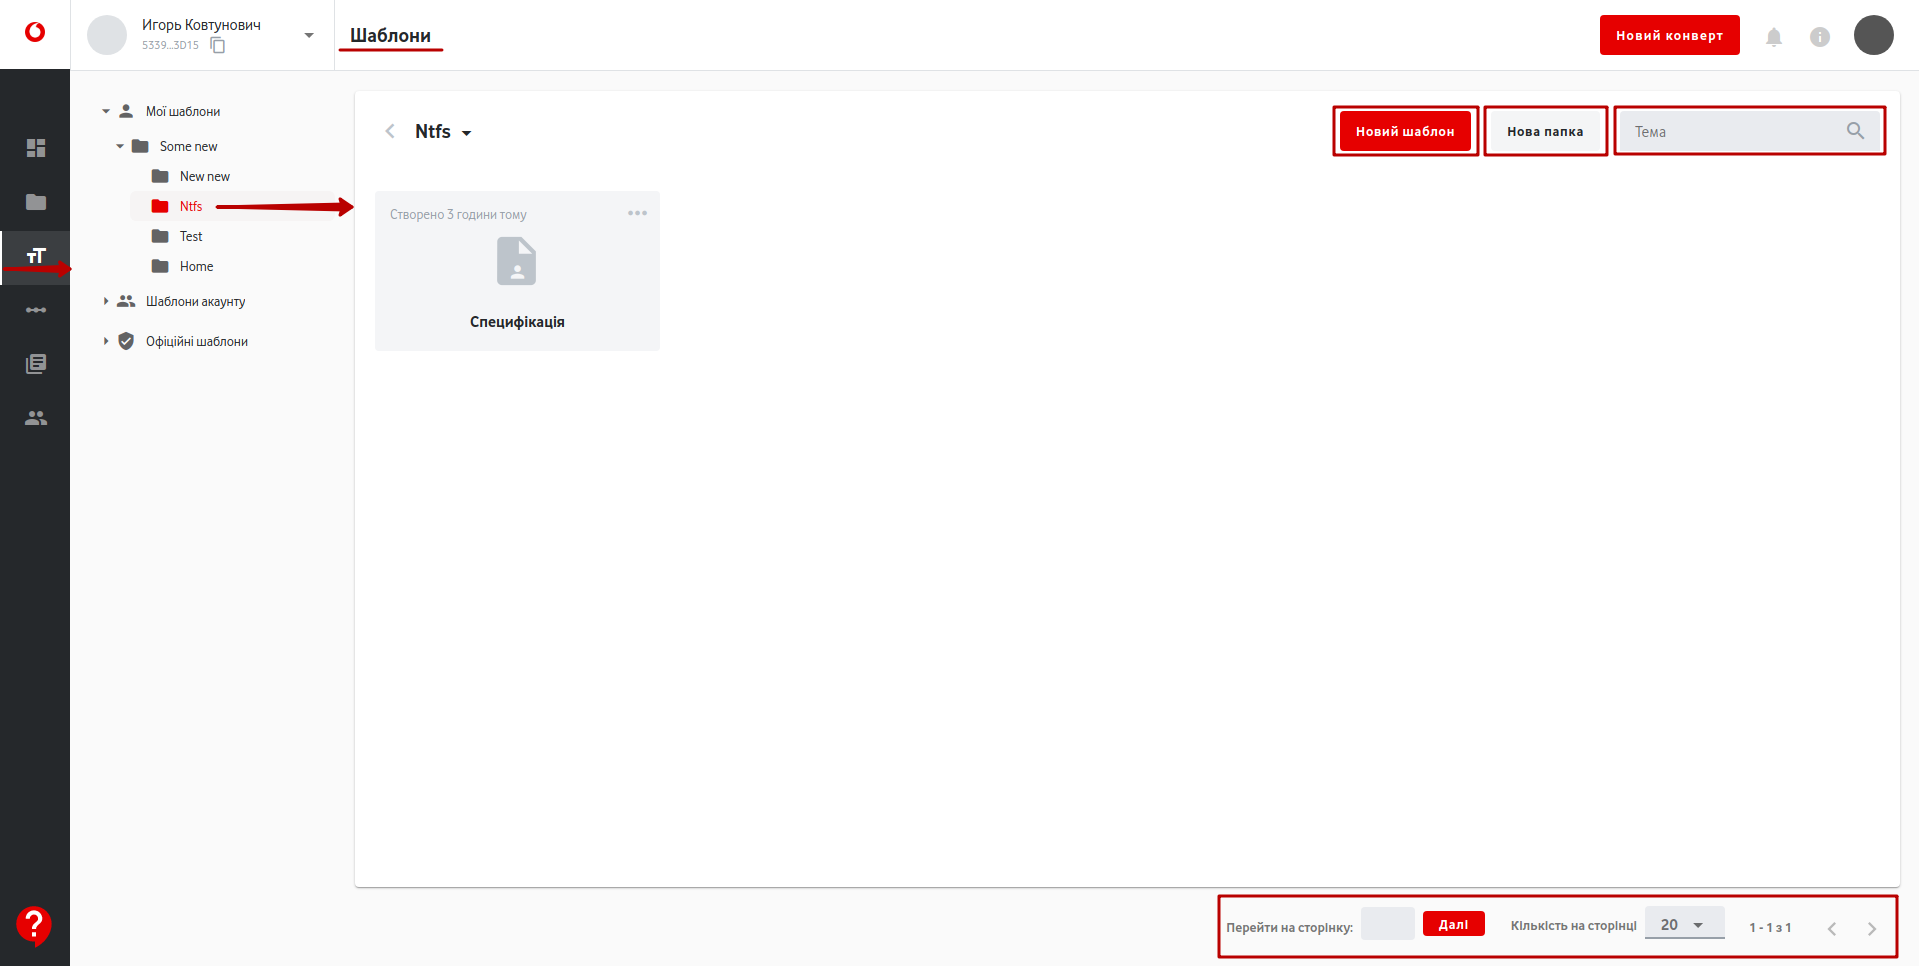 Игорь Ковтунович
5339...3D15
Шаблони
Новий конверт
Мої шаблони
Some new
New new
Ntfs
Test
Home
Шаблони акаунту
Офіційні шаблони
Ntfs
Новий шаблон
Нова папка
Тема
Створено 3 години тому
Специфікація
Перейти на сторінку:
Далі
Кількість на сторінці
20
1 - 1 з 1